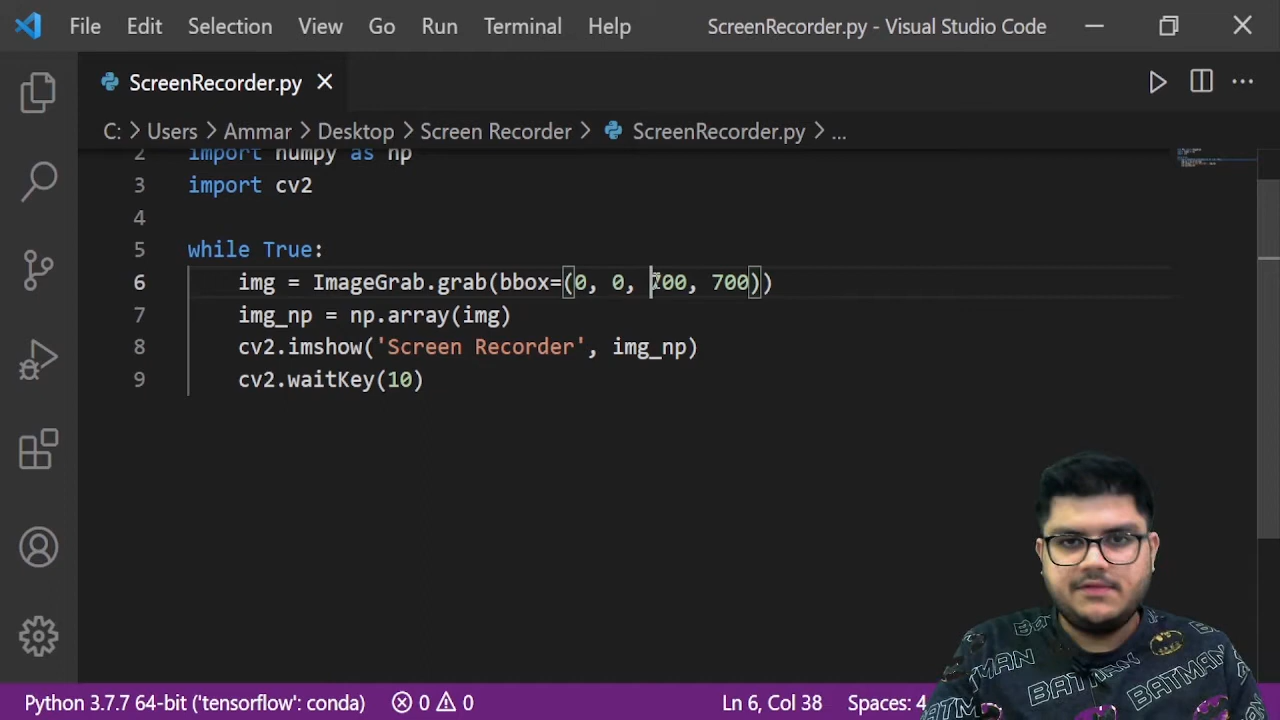 File Edit Selection View Go Run Terminal Help ScreenRecorder.py - Visual Studio Code
ScreenRecorder.py
C: > Users > Ammar > Desktop > Screen Recorder > ScreenRecorder.py > ...
2 import numpy as np
3 import cv2
4
5 while True:
6 img = ImageGrab.grab(bbox=(0, 0, 700, 700))
7 img_np = np.array(img)
8 cv2.imshow('Screen Recorder', img_np)
9 cv2.waitKey(10)
BATMAN
BATMAN
Python 3.7.7 64-bit ('tensorflow': conda) 0 0 Ln 6, Col 38 Spaces: 4